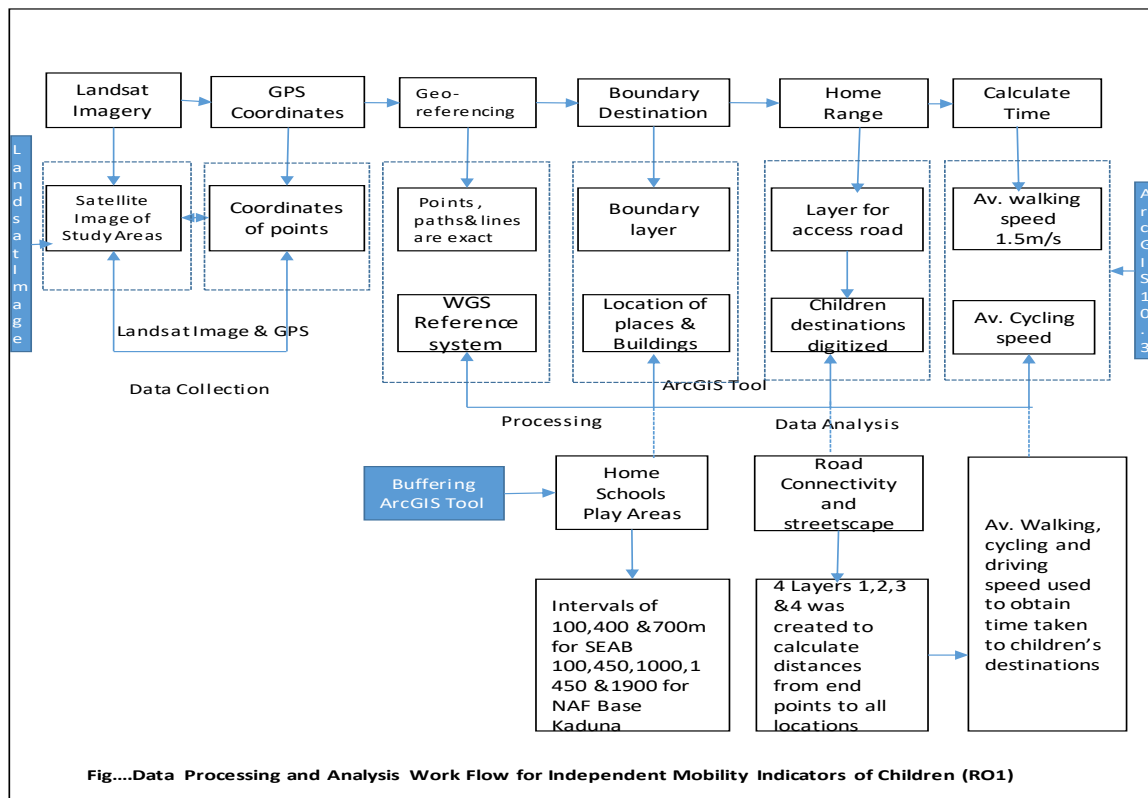 Landsat
Imagery
GPS
Coordinates
Geo-
referencing
Boundary
Destination
Home
Range
Calculate
Time
Landsat Image
Satellite
Image of
Study Areas
Coordinates
of points
Points ,
paths& lines
are exact
Boundary
layer
Layer for
access road
Av. walking
speed
1.5m/s
ArcGIS 10.3
WGS
Reference
system
Location of
places &
Buildings
Children
destinations
digitized
Av. Cycling
speed
Landsat Image & GPS
Data Collection
ArcGIS Tool
Processing
Data Analysis
Buffering
ArcGIS Tool
Home
Schools
Play Areas
Road
Connectivity
and
streetscape
Av. Walking,
cycling and
driving
speed used
to obtain
time taken
to children's
destinations
Intervals of
100,400 &700m
for SEAB
100,450,1000,1
450 &1900 for
NAF Base
Kaduna
4 Layers 1,2,3
&4 was
created to
calculate
distances
from end
points to all
locations
Fig....Data Processing and Analysis Work Flow for Independent Mobility Indicators of Children (RO1)